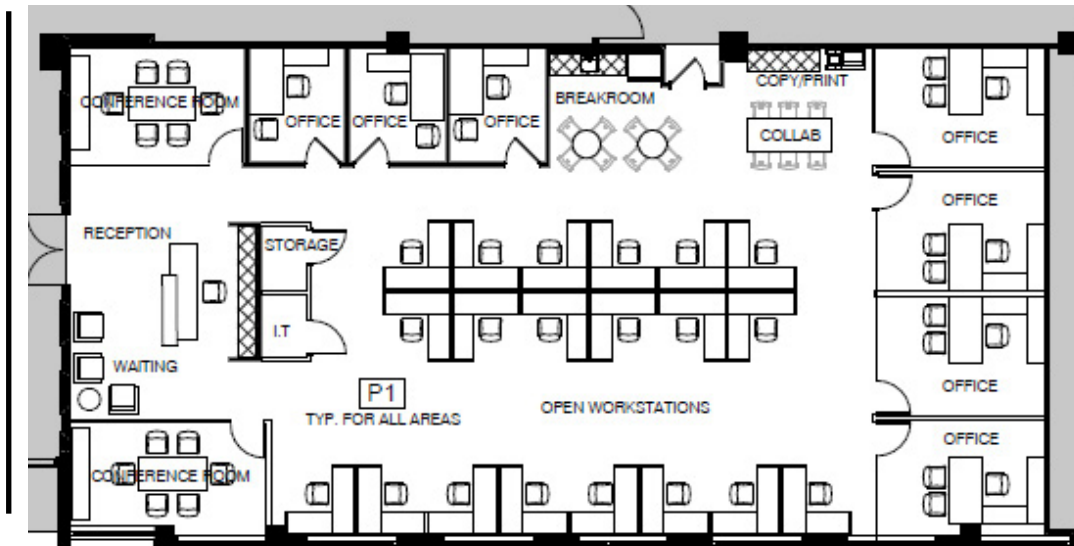 CONFERENCE ROOM
OFFICE
OFFICE
OFFICE
BREAKROOM
COPY/PRINT
COLLAB
OFFICE
OFFICE
RECEPTION
STORAGE
I.T
WAITING
P1
TYP. FOR ALL AREAS
OPEN WORKSTATIONS
OFFICE
CONFERENCE ROOM
OFFICE